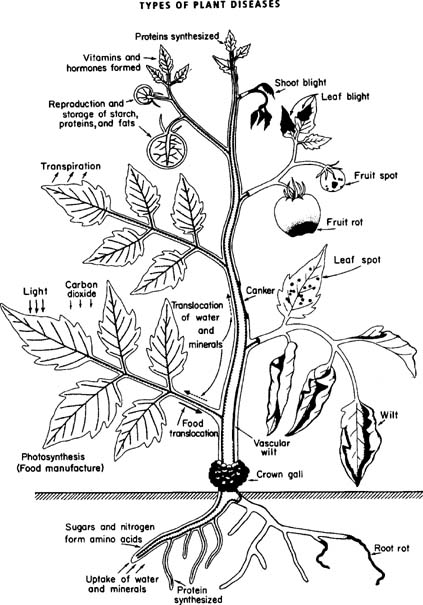 TYPES OF PLANT DISEASES
Proteins synthesized
Vitamins and
hormones formed
Shoot blight
Leaf blight
Reproduction and
storage of starch,
proteins, and fats
Transpiration
Fruit spot
Fruit rot
Leaf spot
Light
Carbon
dioxide
Canker
Translocation
of water
and
minerals
Wilt
Food
translocation
Vascular
wilt
Photosynthesis
(Food manufacture)
Crown gall
Sugars and nitrogen
form amino acids
Root rot
Uptake of water
and minerals
Protein
synthesized